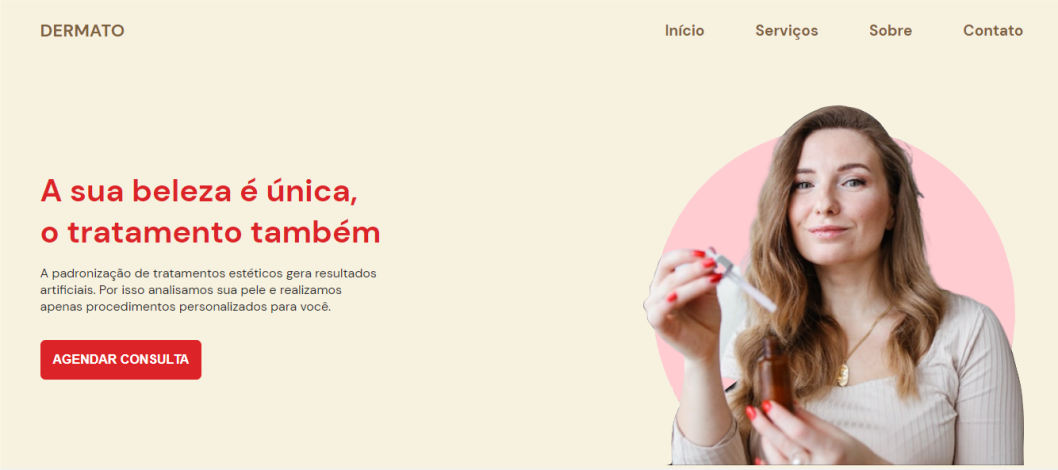 DERMATO
Início Serviços Sobre Contato
A sua beleza é única,
o tratamento também
A padronização de tratamentos estéticos gera resultados
artificiais. Por isso analisamos sua pele e realizamos
apenas procedimentos personalizados para você.
AGENDAR CONSULTA